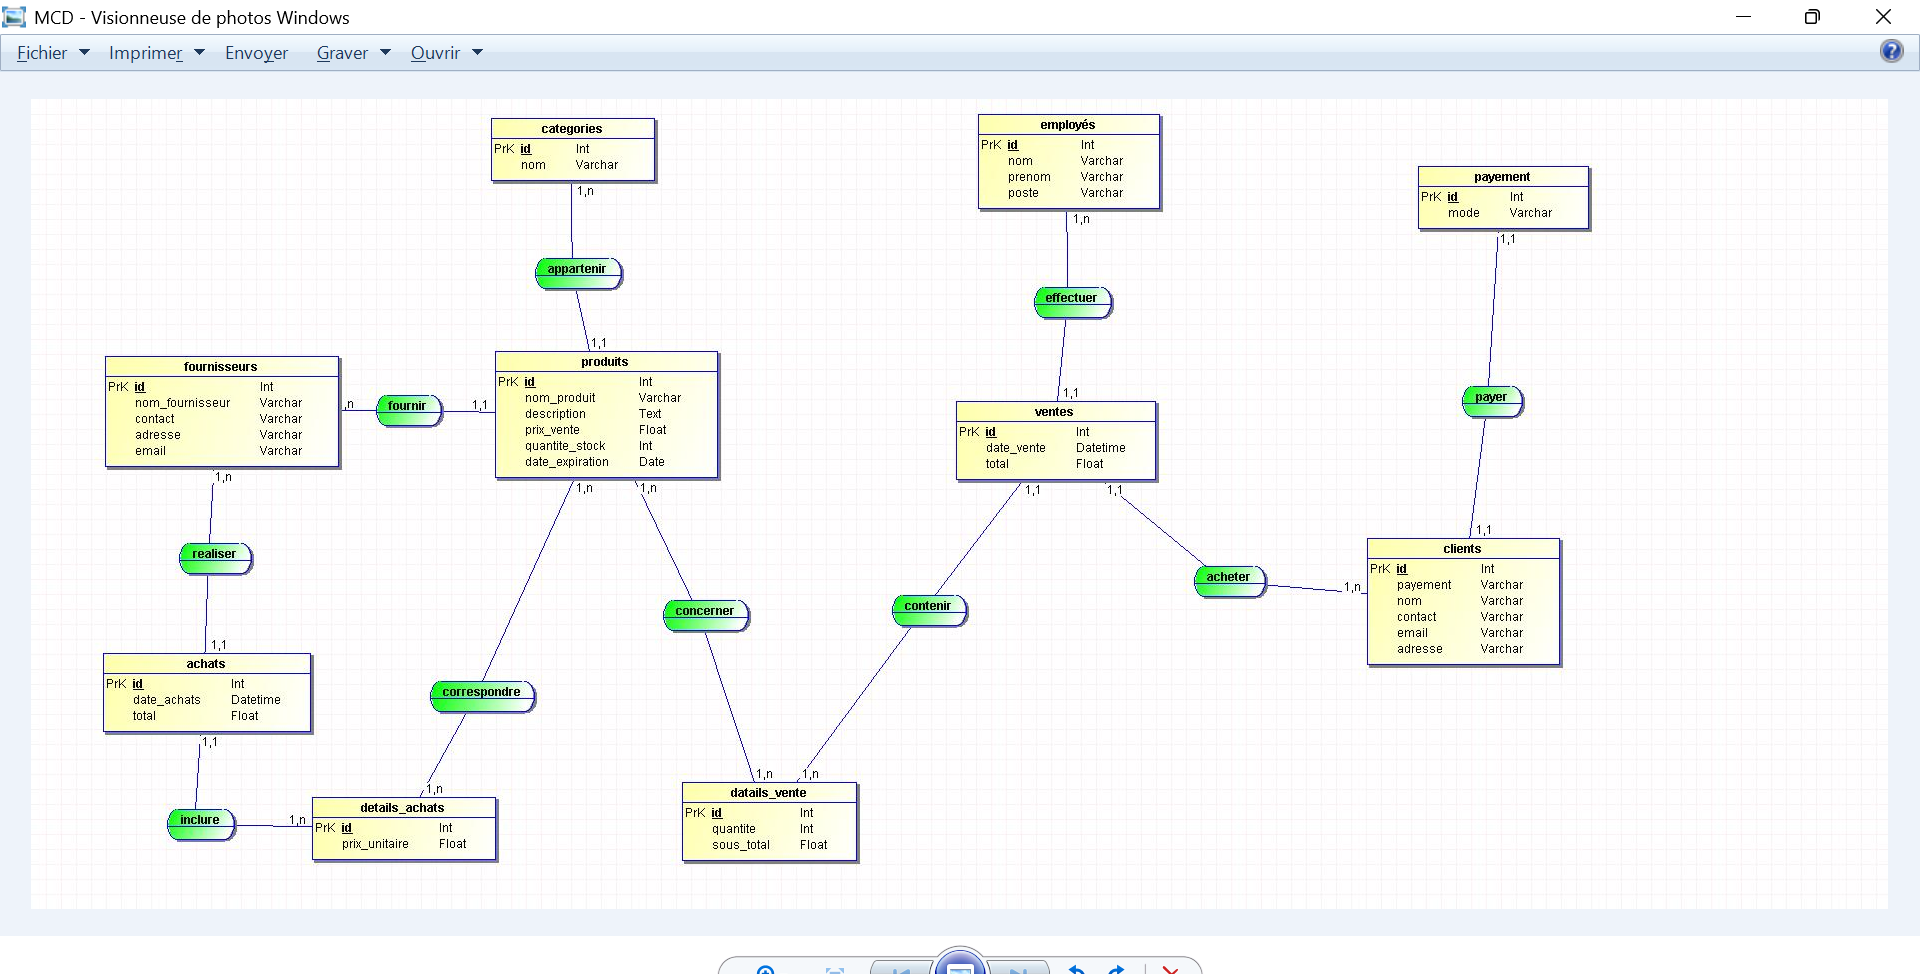 MCD - Visionneuse de photos Windows
Fichier Imprimer Envoyer Graver Ouvrir
categories
PrK id Int
nom Varchar
1,n
appartenir
1,1
employés
PrK id Int
nom Varchar
prenom Varchar
poste Varchar
1,n
effectuer
1,1
payement
PrK id Int
mode Varchar
1,1
payer
1,1
fournisseurs
PrK id Int
nom_fournisseur Varchar
contact Varchar
adresse Varchar
email Varchar
,n
fournir
1,1
1,n
produits
PrK id Int
nom_produit Varchar
description Text
prix_vente Float
quantite_stock Int
date_expiration Date
1,n
1,n
ventes
PrK id Int
date_vente Datetime
total Float
1,1
1,1
realiser
1,1
concerner
contenir
acheter
1,n
clients
PrK id Int
payement Varchar
nom Varchar
contact Varchar
email Varchar
adresse Varchar
achats
PrK id Int
date_achats Datetime
total Float
1,1
correspondre
1,n
inclure
1,n
details_achats
PrK id Int
prix_unitaire Float
1,n
1,n
datails_vente
PrK id Int
quantite Int
sous_total Float